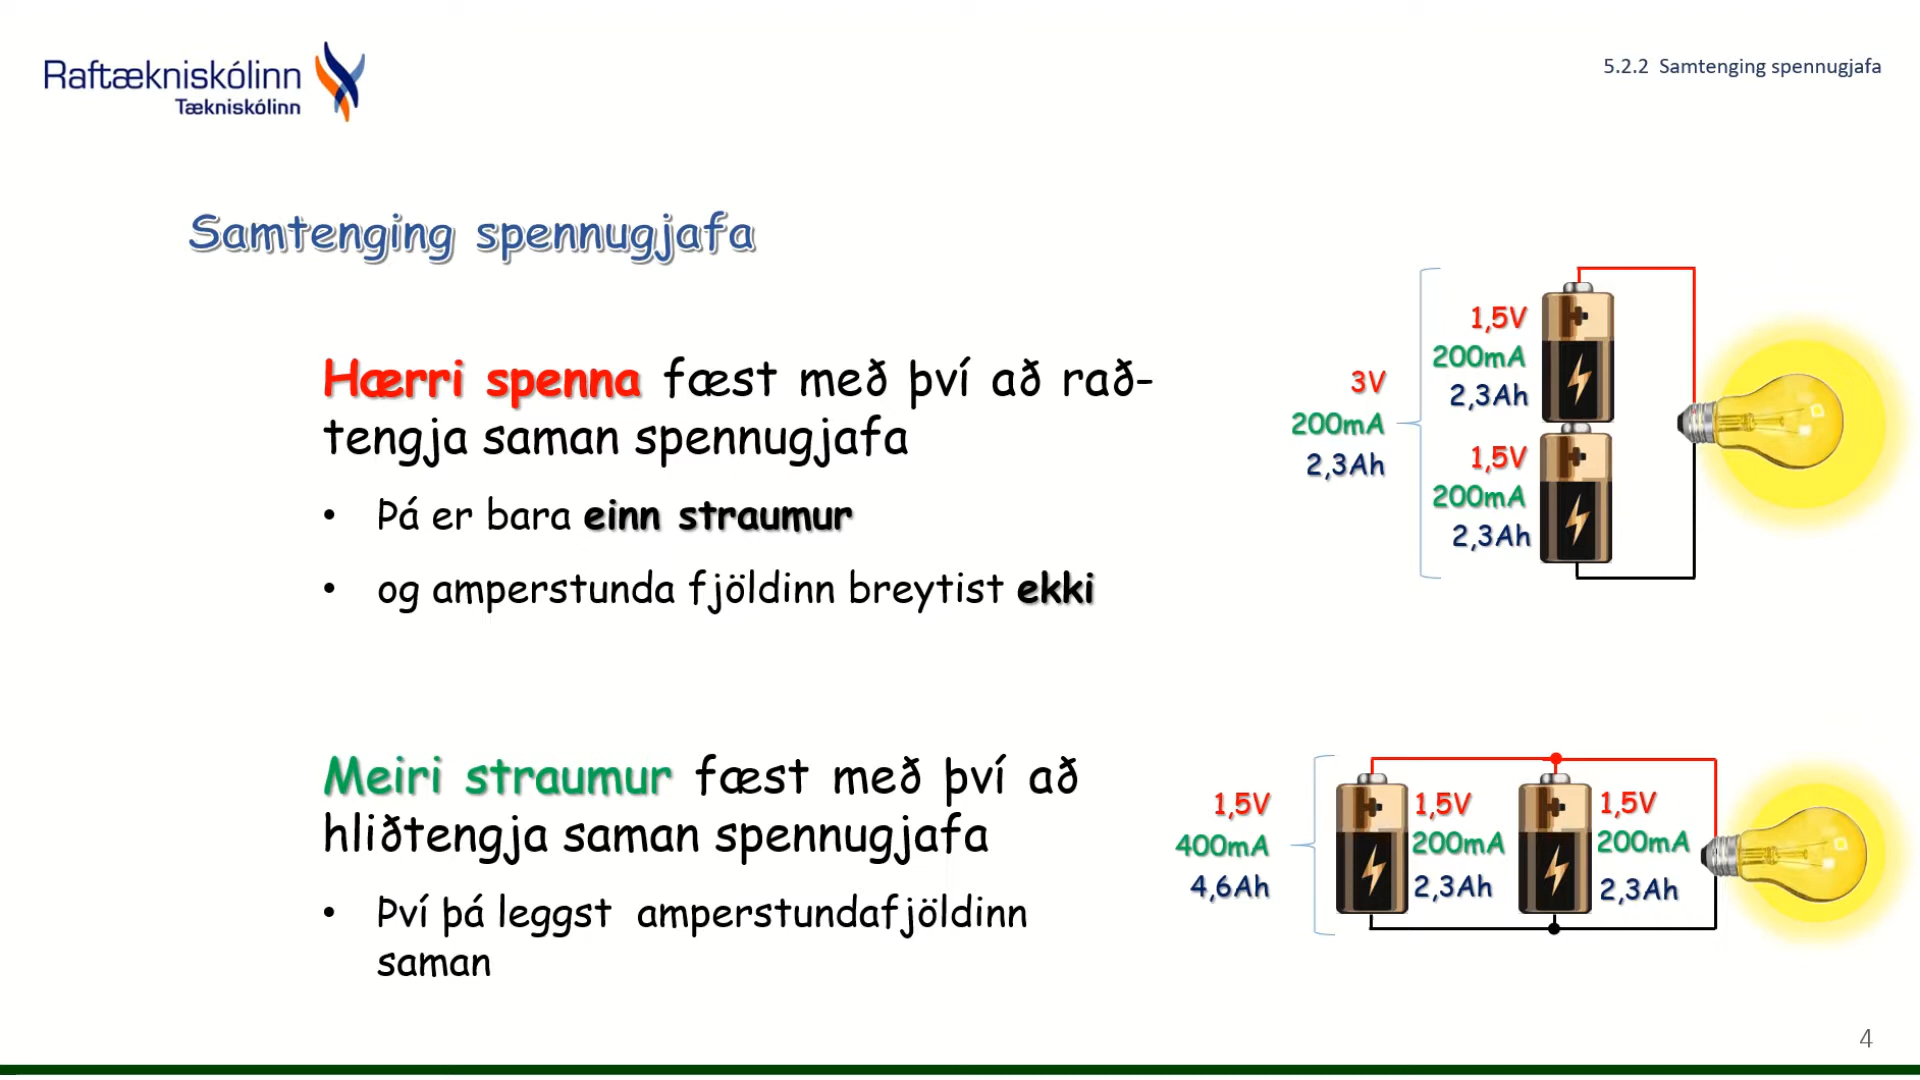 Raftækniskólinn
Tækniskólinn
5.2.2 Samtenging spennugjafa
Samtenging spennugjafa
Hærri spenna fæst með því að rað-
tengja saman spennugjafa
• Þá er bara einn straumur
• og amperstunda fjöldinn breytist ekki
3V
200mA
2,3Ah
1,5V
200mA
2,3Ah
1,5V
200mA
2,3Ah
Meiri straumur fæst með því að
hliðtengja saman spennugjafa
• Því þá leggst amperstundafjöldinn
saman
1,5V
400mA
4,6Ah
1,5V
200mA
2,3Ah
1,5V
200mA
2,3Ah
4